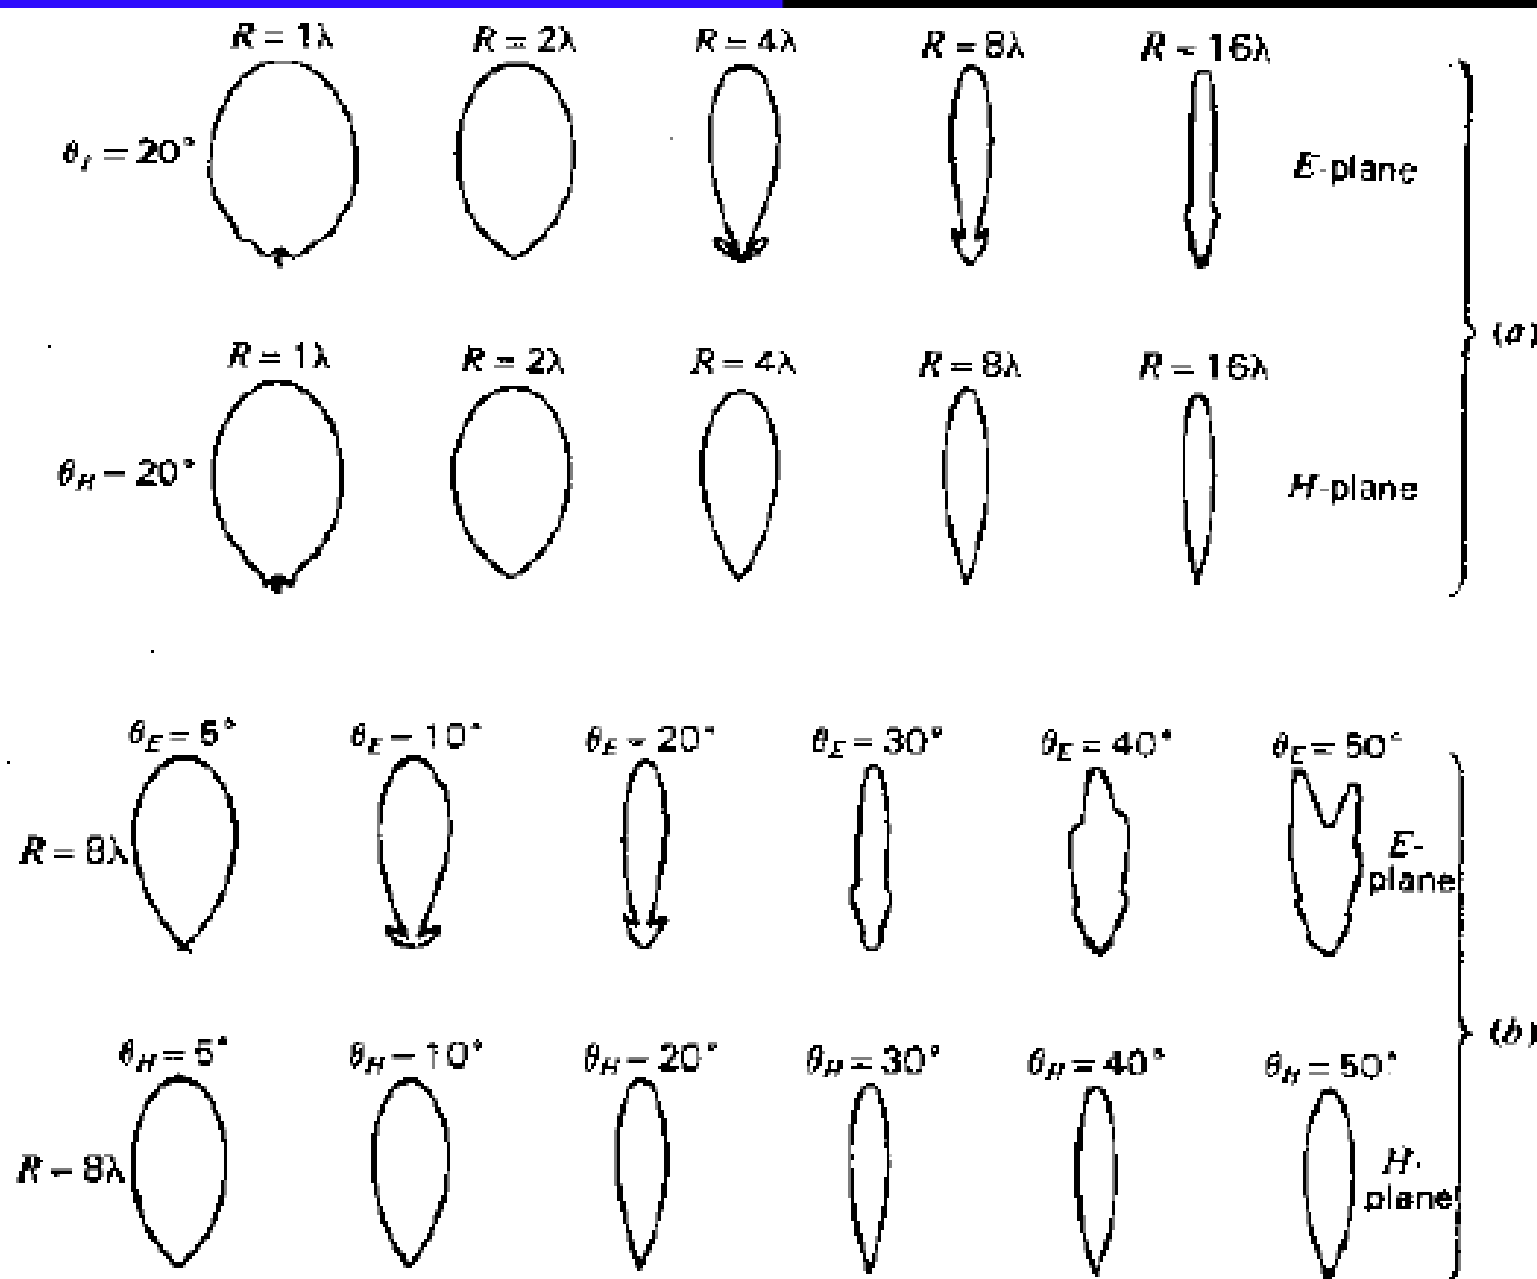 R = 1λ R = 2λ R = 4λ R = 8λ R = 16λ
θE = 20° E-plane
(a)
R = 1λ R = 2λ R = 4λ R = 8λ R = 16λ
θH = 20° H-plane
θE = 5° θE = 10° θE = 20° θE = 30° θE = 40° θE = 50°
R = 8λ E-
plane
(b)
θH = 5° θH = 10° θH = 20° θH = 30° θH = 40° θH = 50°
R = 8λ H-
plane